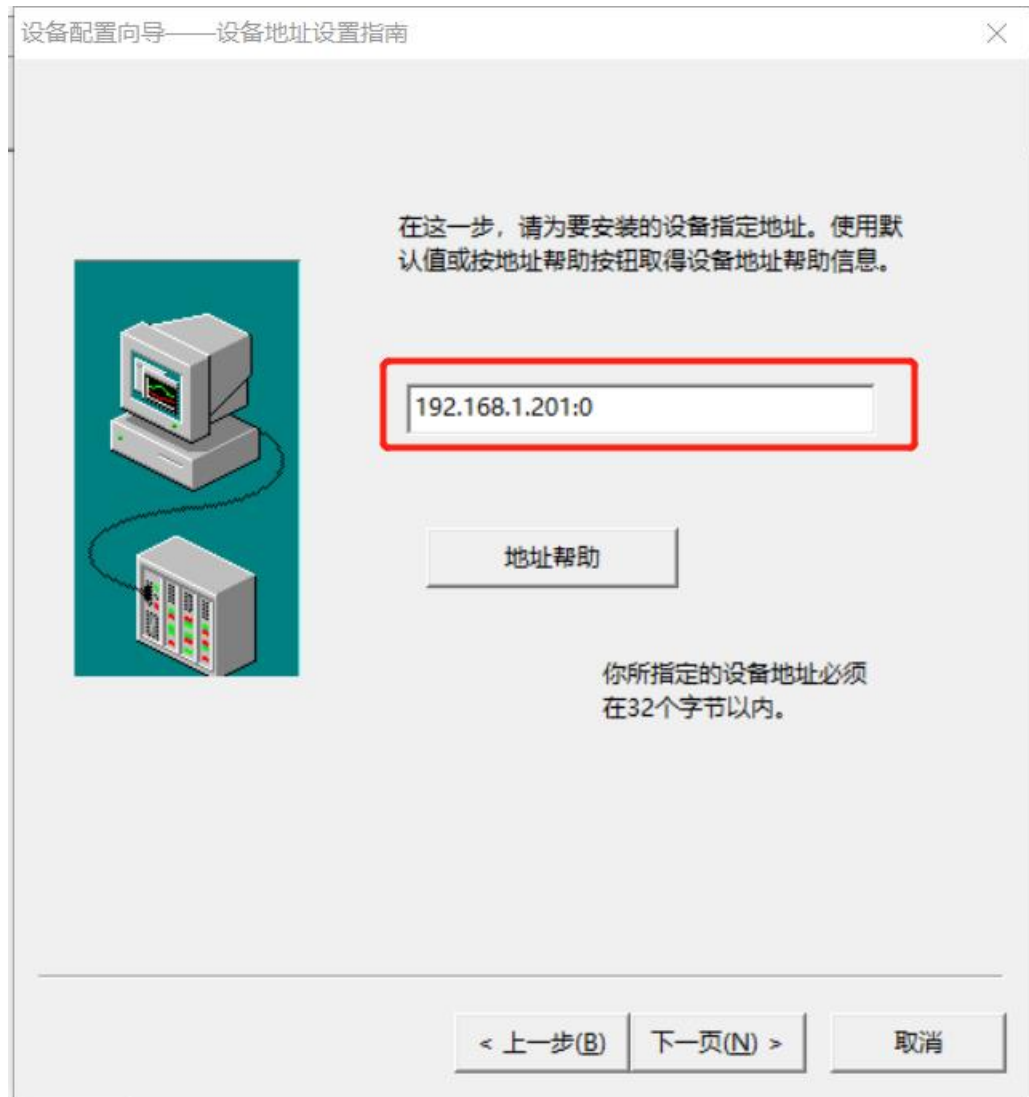 设备配置向导——设备地址设置指南
在这一步，请为要安装的设备指定地址。使用默
认值或按地址帮助按钮取得设备地址帮助信息。
192.168.1.201:0
地址帮助
你所指定的设备地址必须
在32个字节以内。
< 上一步(B) 下一页(N) > 取消